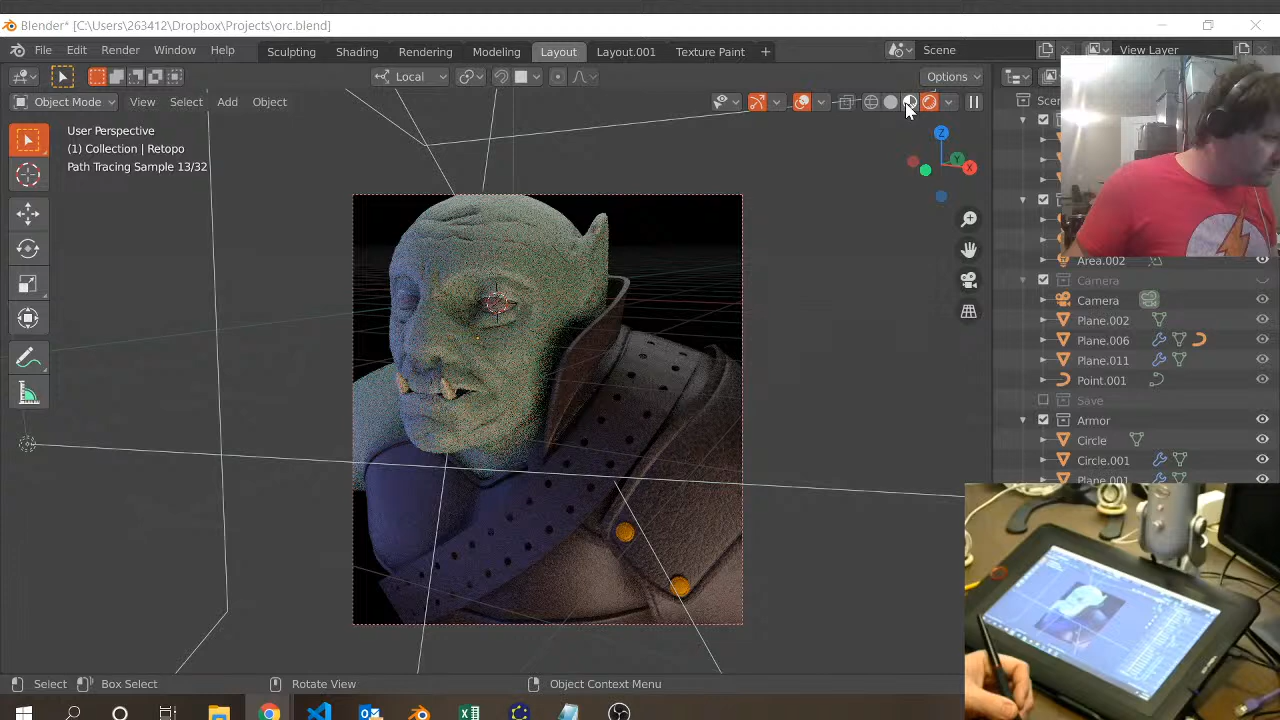 Blender* [C:\Users\263412\Dropbox\Projects\orc.blend]
File Edit Render Window Help Sculpting Shading Rendering Modeling Layout Layout.001 Texture Paint + Scene View Layer
Local Options
Object Mode View Select Add Object
User Perspective
(1) Collection | Retopo
Path Tracing Sample 13/32
Z
Y
X
Area.002
Camera
Camera
Plane.002
Plane.006
Plane.011
Point.001
Save
Armor
Circle
Circle.001
Plane.001
Select Box Select Rotate View Object Context Menu